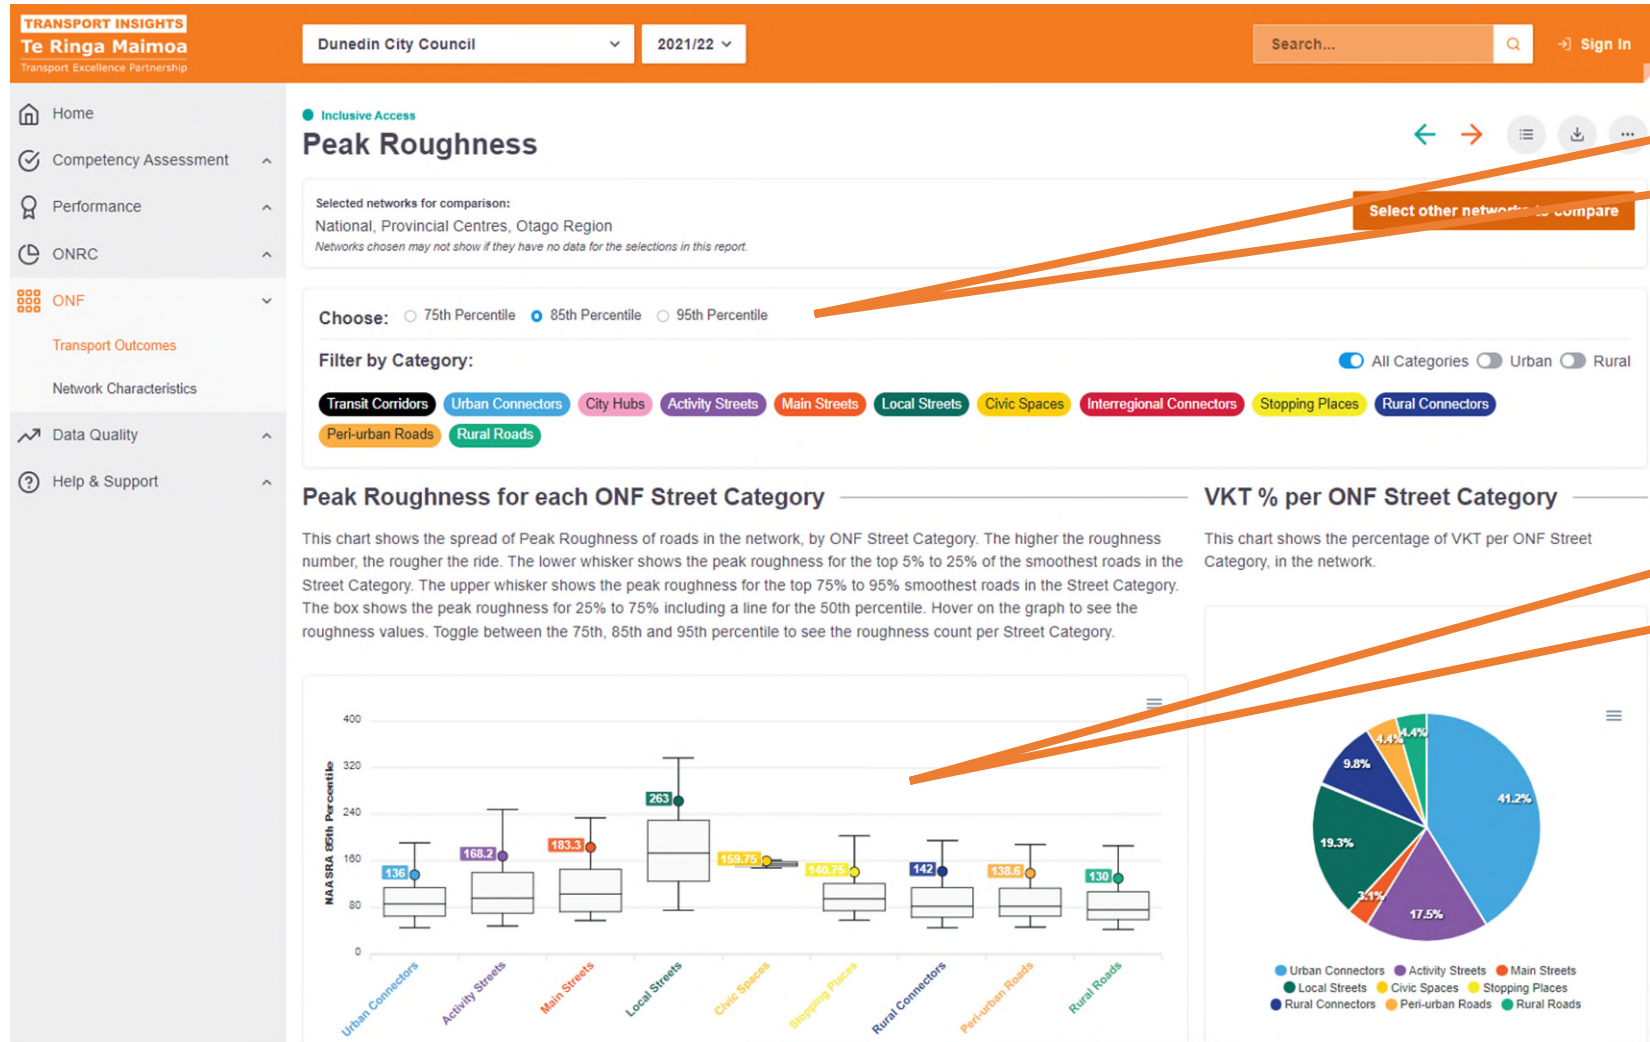 TRANSPORT INSIGHTS
Te Ringa Maimoa
Transport Excellence Partnership
Dunedin City Council
2021/22
Search...
Sign In
Home
Competency Assessment
Performance
ONRC
ONF
Transport Outcomes
Network Characteristics
Data Quality
Help & Support
Inclusive Access
Peak Roughness
Selected networks for comparison:
National, Provincial Centres, Otago Region
Networks chosen may not show if they have no data for the selections in this report.
Select other networks to compare
Choose: 75th Percentile 85th Percentile 95th Percentile
Filter by Category:
All Categories Urban Rural
Transit Corridors Urban Connectors City Hubs Activity Streets Main Streets Local Streets Civic Spaces Interregional Connectors Stopping Places Rural Connectors
Peri-urban Roads Rural Roads
Peak Roughness for each ONF Street Category
This chart shows the spread of Peak Roughness of roads in the network, by ONF Street Category. The higher the roughness
number, the rougher the ride. The lower whisker shows the peak roughness for the top 5% to 25% of the smoothest roads in the
Street Category. The upper whisker shows the peak roughness for the top 75% to 95% smoothest roads in the Street Category.
The box shows the peak roughness for 25% to 75% including a line for the 50th percentile. Hover on the graph to see the
roughness values. Toggle between the 75th, 85th and 95th percentile to see the roughness count per Street Category.
NAASRA 85th Percentile
400
320
240
160
80
0
136
168.2
183.3
263
159.75
140.75
142
138.6
130
Urban Connectors
Activity Streets
Main Streets
Local Streets
Civic Spaces
Stopping Places
Rural Connectors
Peri-urban Roads
Rural Roads
VKT % per ONF Street Category
This chart shows the percentage of VKT per ONF Street
Category, in the network.
4.4%
4.4%
9.8%
41.2%
19.3%
3.1%
17.5%
Urban Connectors Activity Streets Main Streets
Local Streets Civic Spaces Stopping Places
Rural Connectors Peri-urban Roads Rural Roads